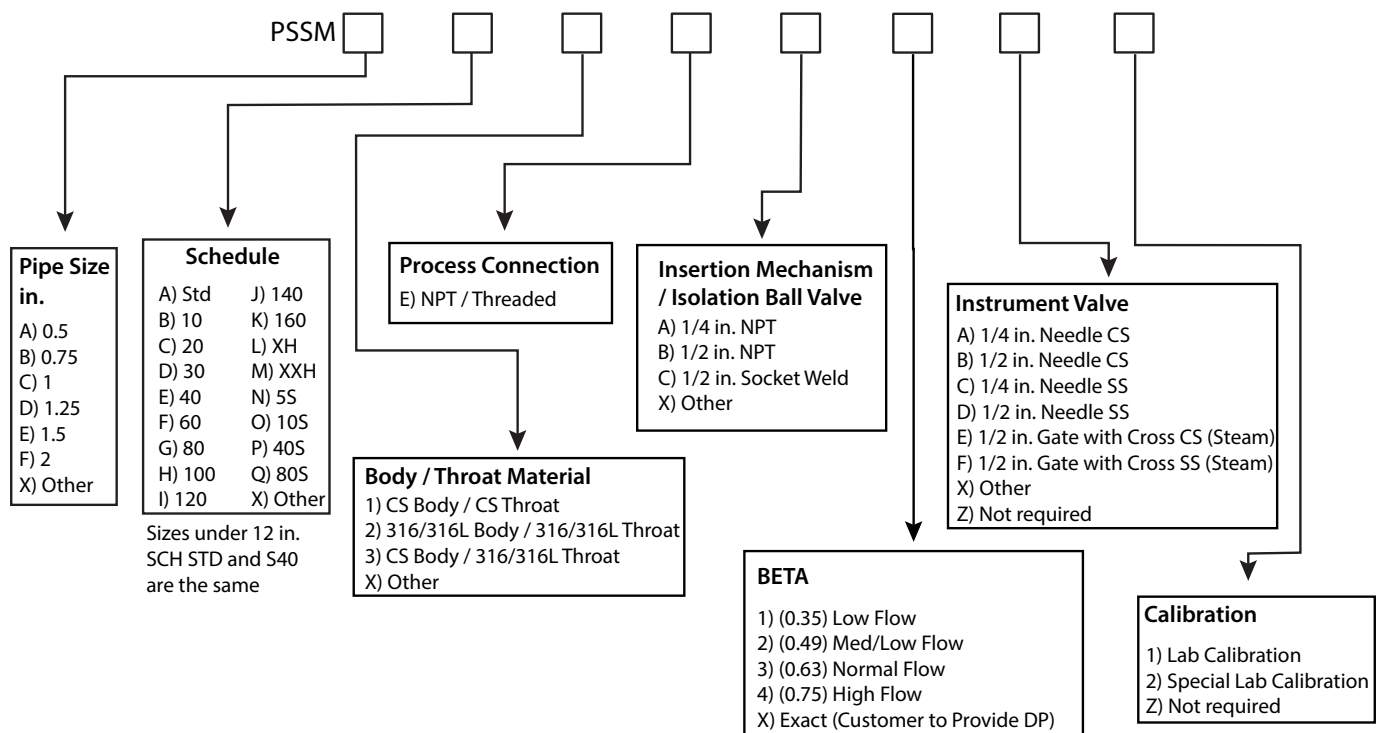 PSSM
Pipe Size
in.
A) 0.5
B) 0.75
C) 1
D) 1.25
E) 1.5
F) 2
X) Other
Schedule
A) Std
B) 10
C) 20
D) 30
E) 40
F) 60
G) 80
H) 100
I) 120
J) 140
K) 160
L) XH
M) XXH
N) 5S
O) 10S
P) 40S
Q) 80S
X) Other
Sizes under 12 in.
SCH STD and S40
are the same
Process Connection
E) NPT / Threaded
Body / Throat Material
1) CS Body / CS Throat
2) 316/316L Body / 316/316L Throat
3) CS Body / 316/316L Throat
X) Other
Insertion Mechanism
/ Isolation Ball Valve
A) 1/4 in. NPT
B) 1/2 in. NPT
C) 1/2 in. Socket Weld
X) Other
BETA
1) (0.35) Low Flow
2) (0.49) Med/Low Flow
3) (0.63) Normal Flow
4) (0.75) High Flow
X) Exact (Customer to Provide DP)
Instrument Valve
A) 1/4 in. Needle CS
B) 1/2 in. Needle CS
C) 1/4 in. Needle SS
D) 1/2 in. Needle SS
E) 1/2 in. Gate with Cross CS (Steam)
F) 1/2 in. Gate with Cross SS (Steam)
X) Other
Z) Not required
Calibration
1) Lab Calibration
2) Special Lab Calibration
Z) Not required